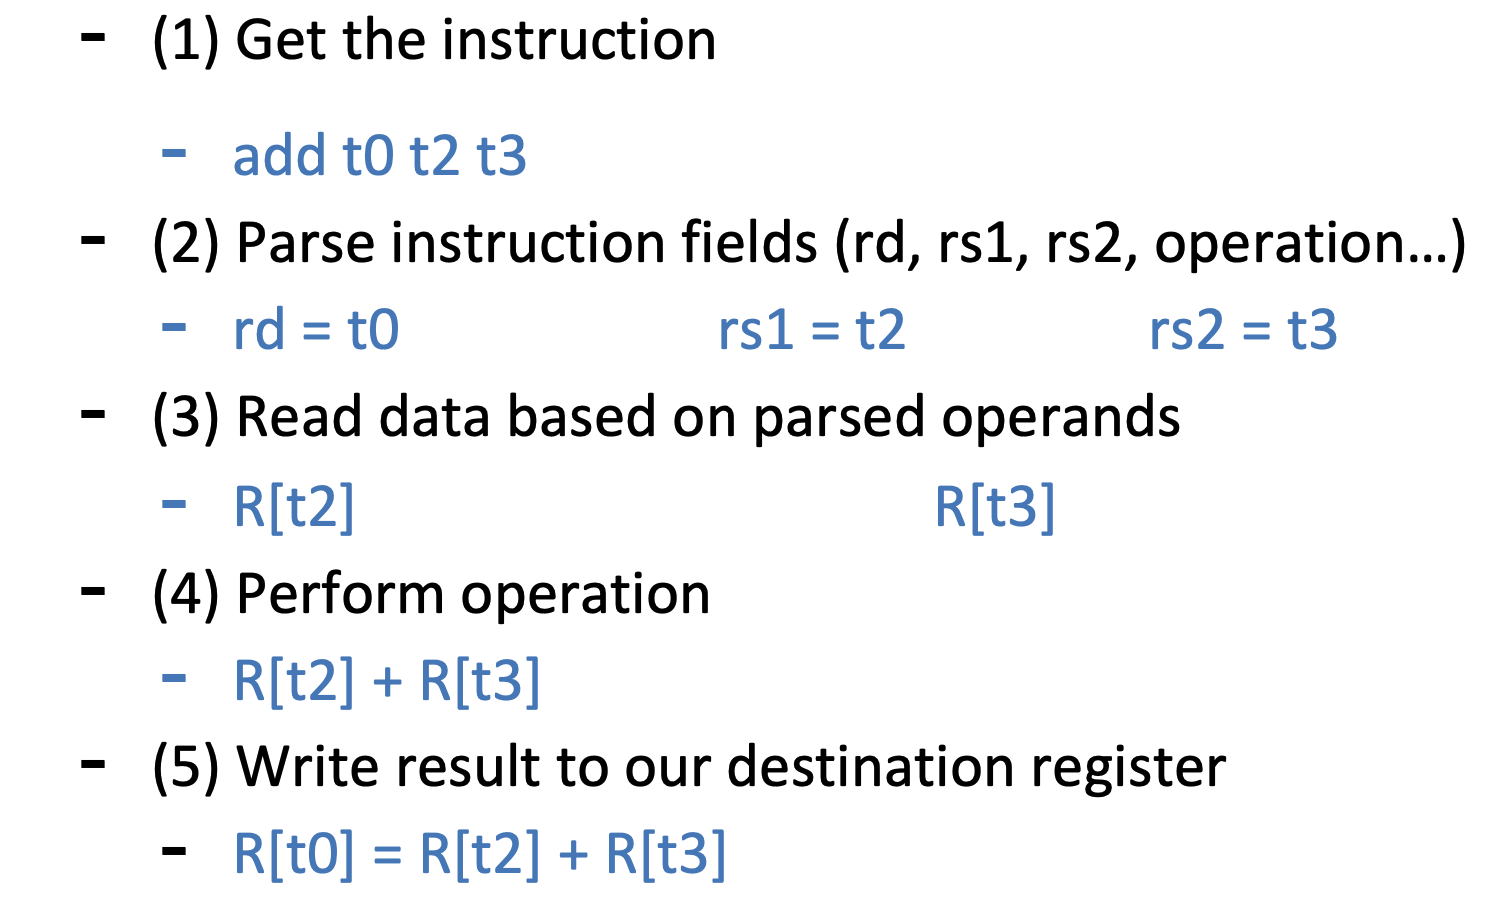 - (1) Get the instruction
- add t0 t2 t3
- (2) Parse instruction fields (rd, rs1, rs2, operation...)
- rd = t0 rs1 = t2 rs2 = t3
- (3) Read data based on parsed operands
- R[t2] R[t3]
- (4) Perform operation
- R[t2] + R[t3]
- (5) Write result to our destination register
- R[t0] = R[t2] + R[t3]